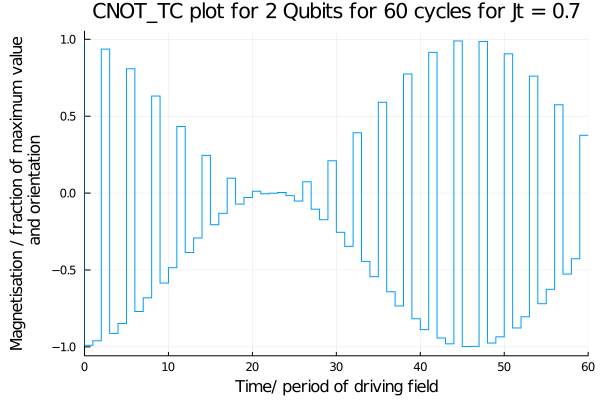 CNOT_TC plot for 2 Qubits for 60 cycles for Jt = 0.7
Magnetisation / fraction of maximum value
and orientation
1.0
0.5
0.0
−0.5
−1.0
0 10 20 30 40 50 60
Time/ period of driving field